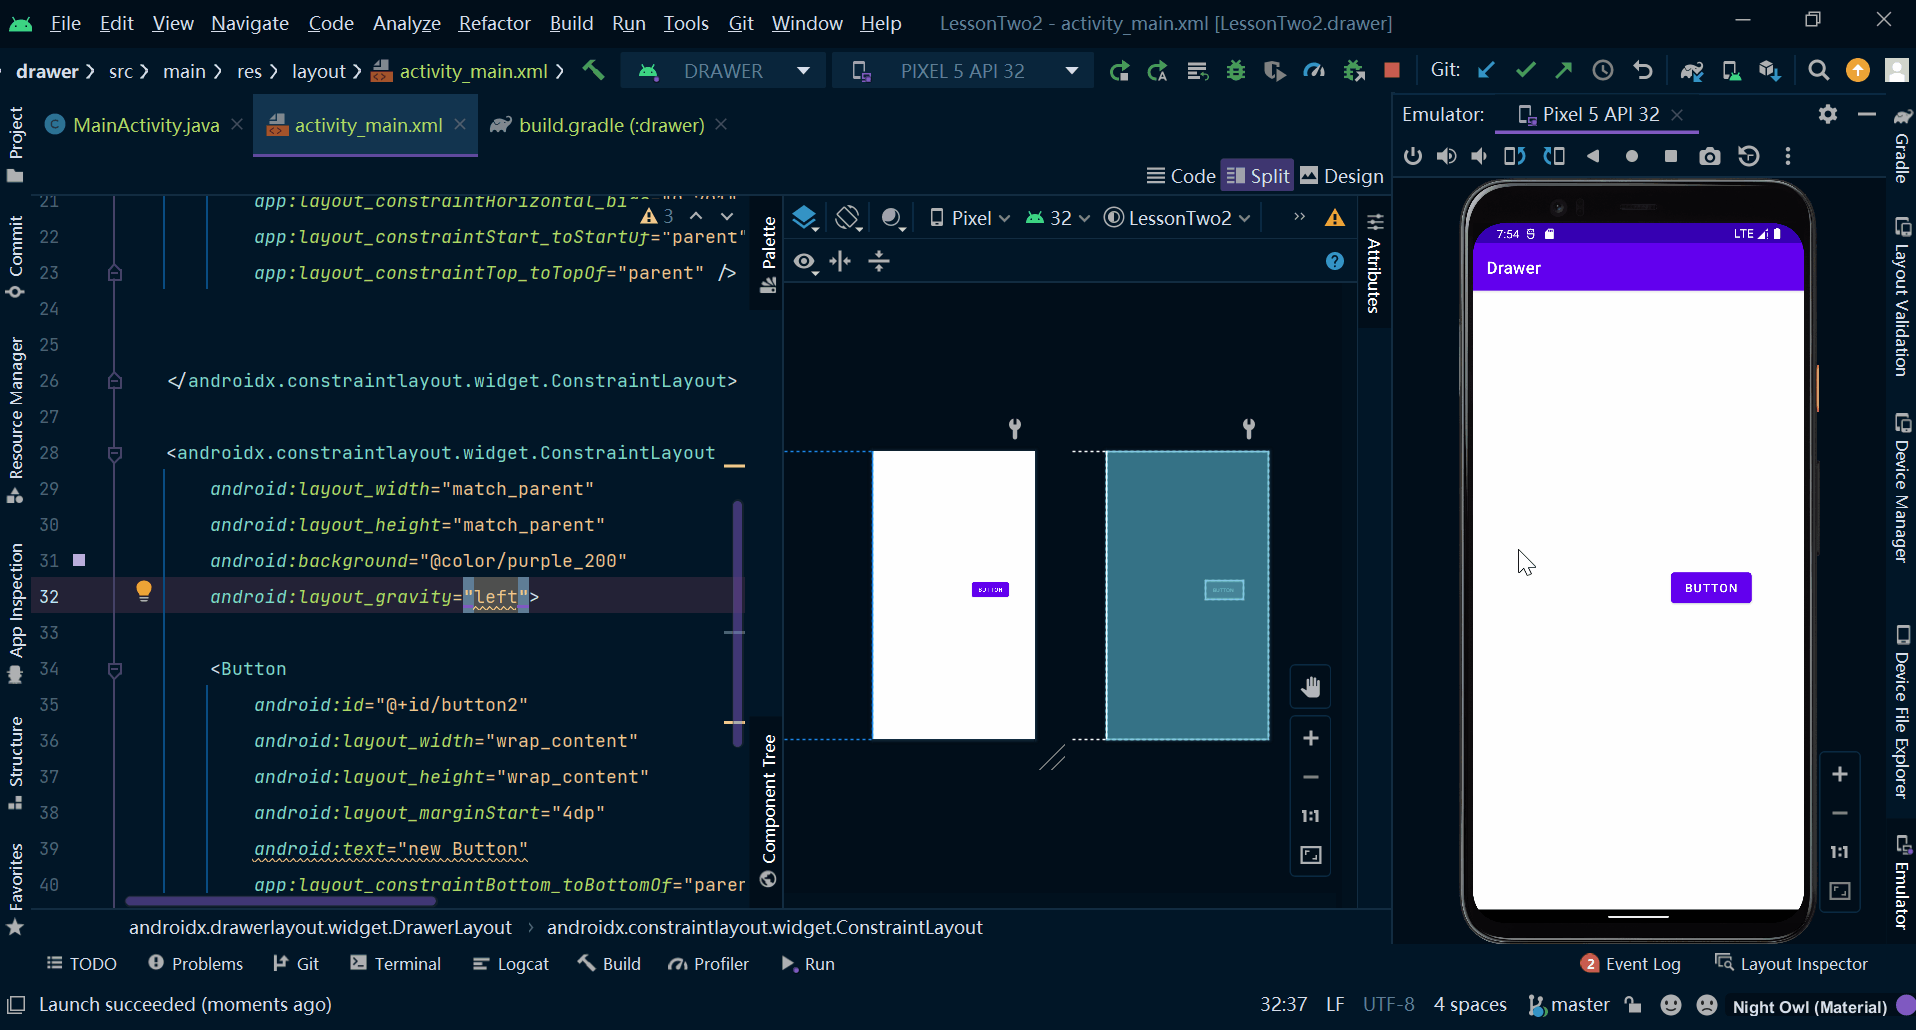 File Edit View Navigate Code Analyze Refactor Build Run Tools Git Window Help LessonTwo2 - activity_main.xml [LessonTwo2.drawer]
drawer src main res layout activity_main.xml DRAWER PIXEL 5 API 32 Git:
MainActivity.java activity_main.xml build.gradle (:drawer)
Emulator: Pixel 5 API 32
Code Split Design
Project
Commit
Resource Manager
App Inspection
Structure
Favorites
21 app:layout_constraintHorizontal_bias=
3
22 app:layout_constraintStart_toStartOf="parent"
23 app:layout_constraintTop_toTopOf="parent" />
24
25
26 </androidx.constraintlayout.widget.ConstraintLayout>
27
28 <androidx.constraintlayout.widget.ConstraintLayout
29 android:layout_width="match_parent"
30 android:layout_height="match_parent"
31 android:background="@color/purple_200"
32 android:layout_gravity="left">
33
34 <Button
35 android:id="@+id/button2"
36 android:layout_width="wrap_content"
37 android:layout_height="wrap_content"
38 android:layout_marginStart="4dp"
39 android:text="new Button"
40 app:layout_constraintBottom_toBottomOf="paren
Palette
Component Tree
Pixel 32 LessonTwo2 »
?
BUTTON
BUTTON
1:1
Attributes
7:54 LTE
Drawer
BUTTON
1:1
Gradle
Layout Validation
Device Manager
Device File Explorer
Emulator
androidx.drawerlayout.widget.DrawerLayout › androidx.constraintlayout.widget.ConstraintLayout
TODO Problems Git Terminal Logcat Build Profiler Run 2 Event Log Layout Inspector
Launch succeeded (moments ago) 32:37 LF UTF-8 4 spaces master Night Owl (Material)